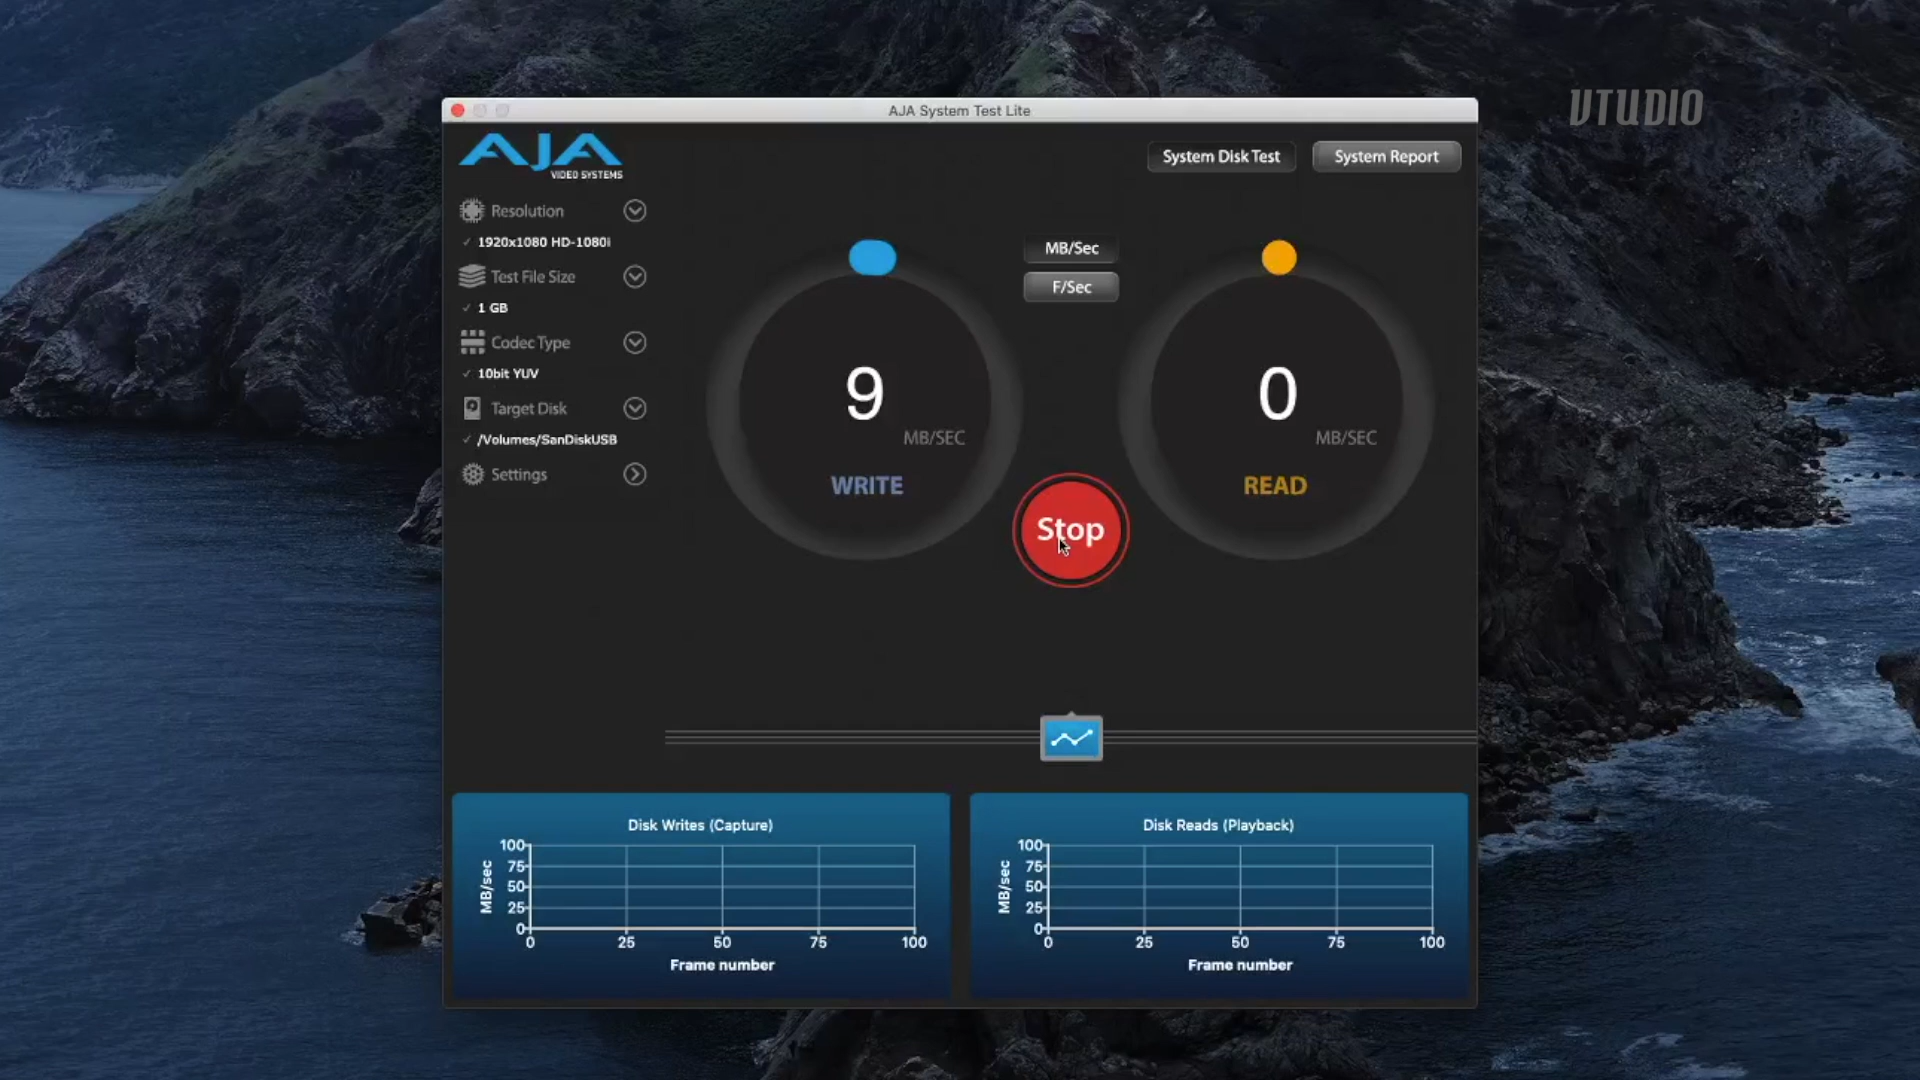 AJA System Test Lite
VTUDIO
AJA
VIDEO SYSTEMS
System Disk Test
System Report
Resolution
✓ 1920x1080 HD-1080i
Test File Size
✓ 1 GB
Codec Type
✓ 10bit YUV
Target Disk
✓ /Volumes/SanDiskUSB
Settings
MB/Sec
F/Sec
9
MB/SEC
WRITE
0
MB/SEC
READ
Stop
Disk Writes (Capture)
MB/sec
100
75
50
25
0
0 25 50 75 100
Frame number
Disk Reads (Playback)
MB/sec
100
75
50
25
0
0 25 50 75 100
Frame number